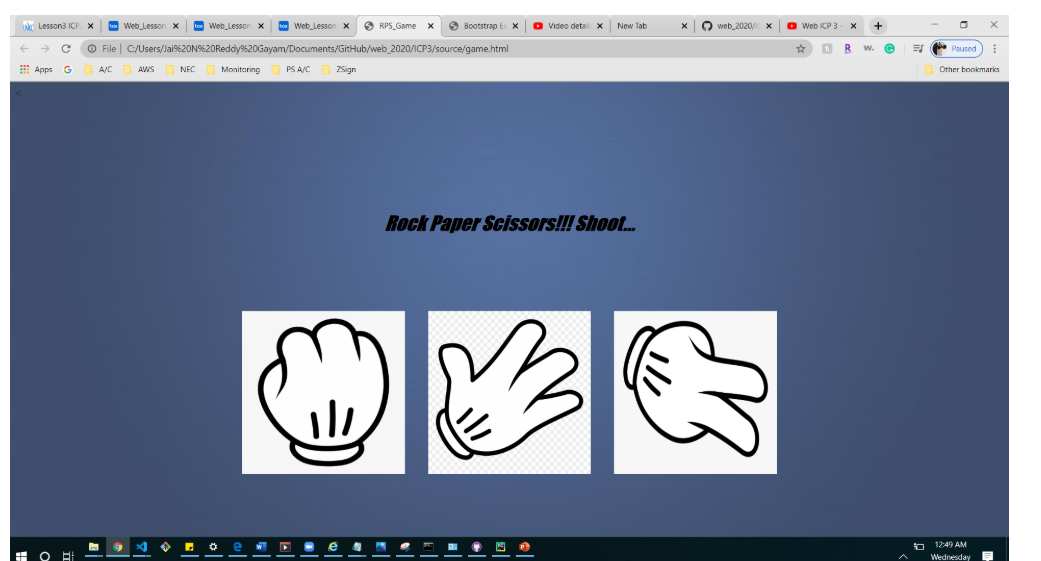 Lesson3 ICP Web_Lesson Web_Lesson Web_Lesson RPS_Game Bootstrap E Video detail New Tab web_2020/I Web ICP 3 -
File | C:/Users/Jai%20N%20Reddy%20Gayam/Documents/GitHub/web_2020/ICP3/source/game.html Paused
Apps A/C AWS NEC Monitoring PS A/C ZSign Other bookmarks
<
Rock Paper Scissors!!! Shoot...
12:49 AM
Wednesday